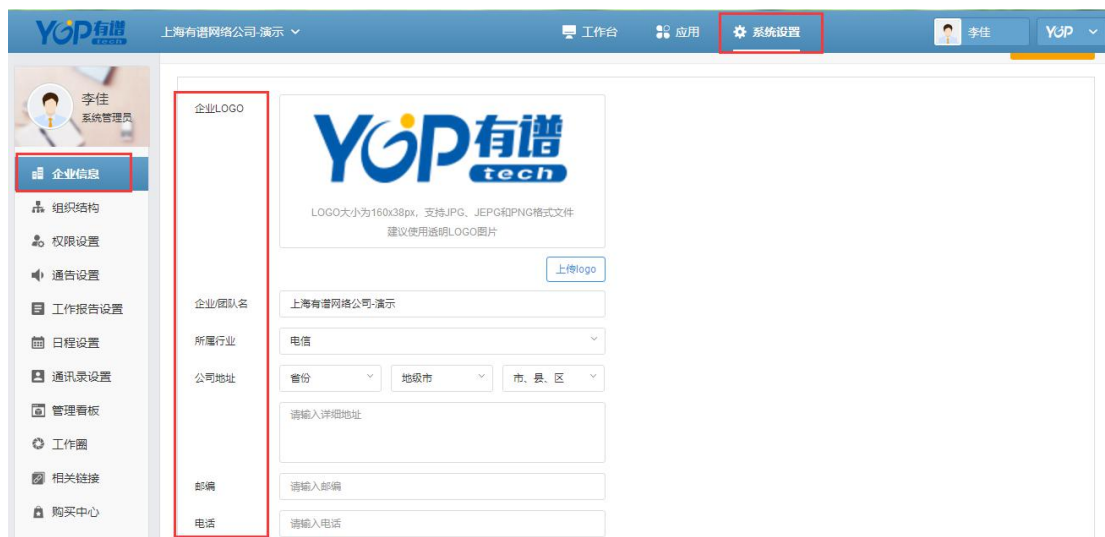 YOP有谱 tech 上海有谱网络公司-演示 工作台 应用 系统设置 李佳 YOP
李佳
系统管理员
企业信息
组织结构
权限设置
通告设置
工作报告设置
日程设置
通讯录设置
管理看板
工作圈
相关链接
购买中心
企业LOGO
YOP有谱
tech
LOGO大小为160x38px，支持JPG、JEPG和PNG格式文件
建议使用透明LOGO图片
上传logo
企业/团队名 上海有谱网络公司-演示
所属行业 电信
公司地址 省份 地级市 市、县、区
请输入详细地址
邮编 请输入邮编
电话 请输入电话